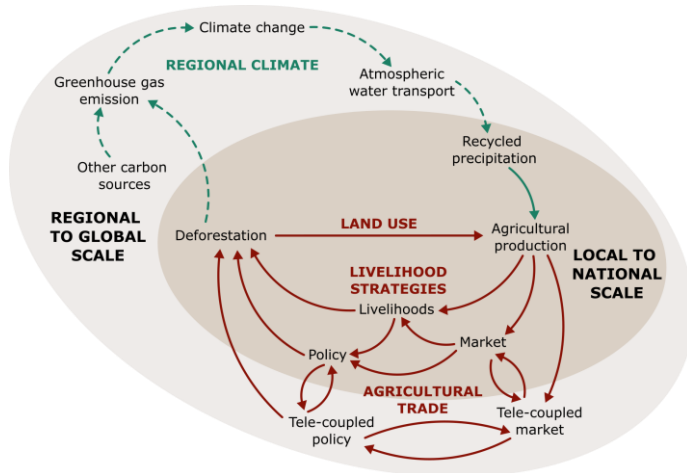 Climate change
REGIONAL CLIMATE
Greenhouse gas
emission
Atmospheric
water transport
Recycled
precipitation
Other carbon
sources
REGIONAL
TO GLOBAL
SCALE
Deforestation
LAND USE
Agricultural
production
LOCAL TO
NATIONAL
SCALE
LIVELIHOOD
STRATEGIES
Livelihoods
Market
Policy
AGRICULTURAL
TRADE
Tele-coupled
policy
Tele-coupled
market